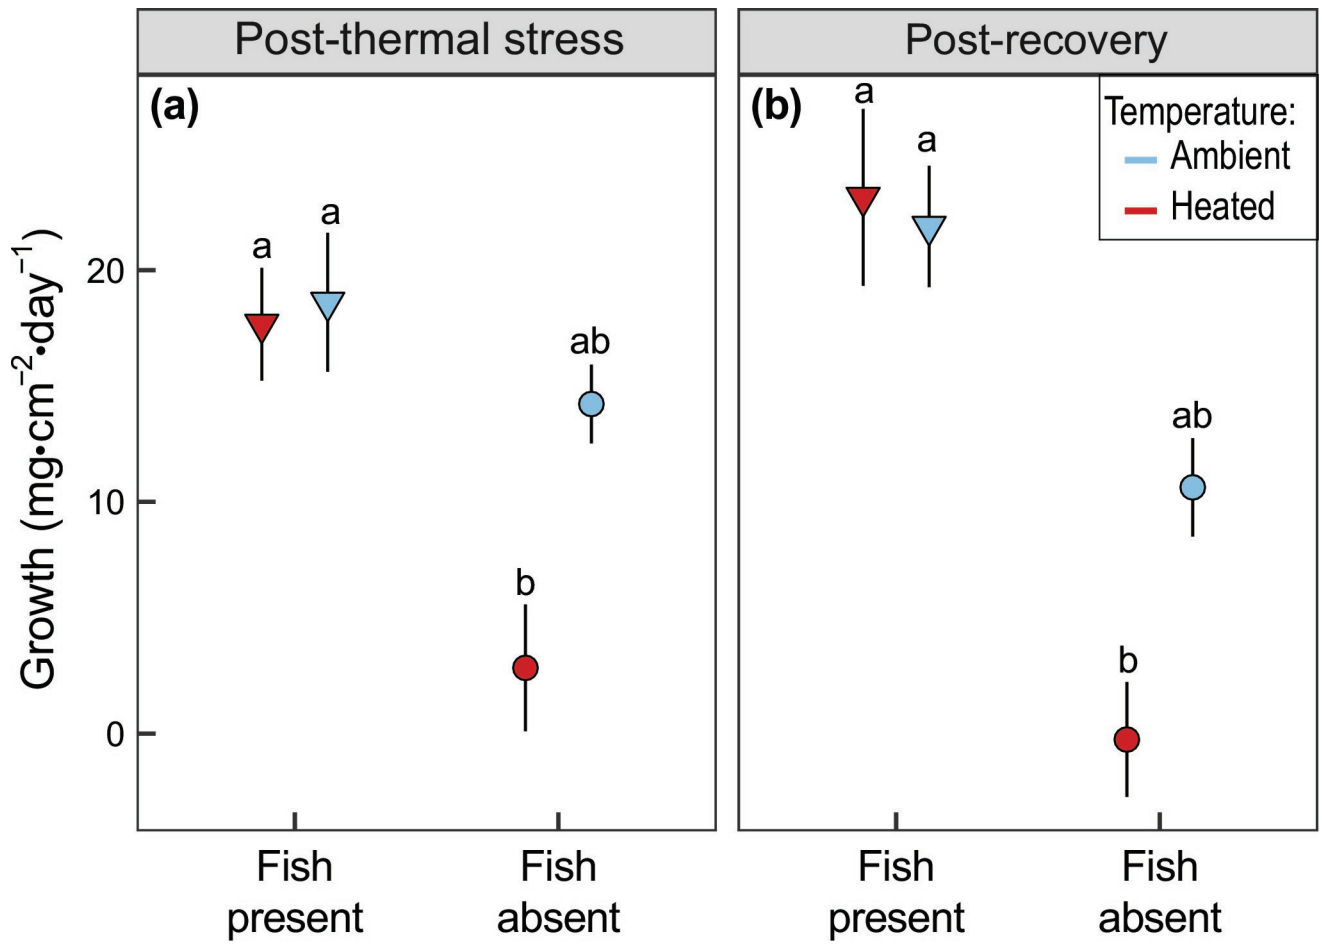 Post-thermal stress
Post-recovery
(a)
(b)
Temperature:
Ambient
Heated
a
a
ab
b
a
a
ab
b
Growth (mg•cm⁻²•day⁻¹)
20
10
0
Fish
present
Fish
absent
Fish
present
Fish
absent